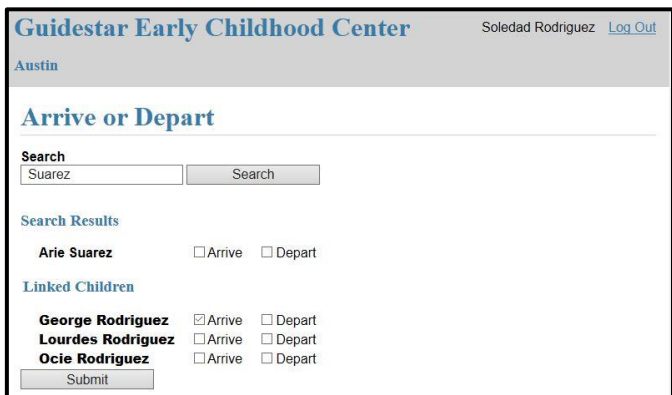 Guidestar Early Childhood Center Soledad Rodriguez Log Out
Austin
Arrive or Depart
Search
Suarez Search
Search Results
Arie Suarez Arrive Depart
Linked Children
George Rodriguez Arrive Depart
Lourdes Rodriguez Arrive Depart
Ocie Rodriguez Arrive Depart
Submit